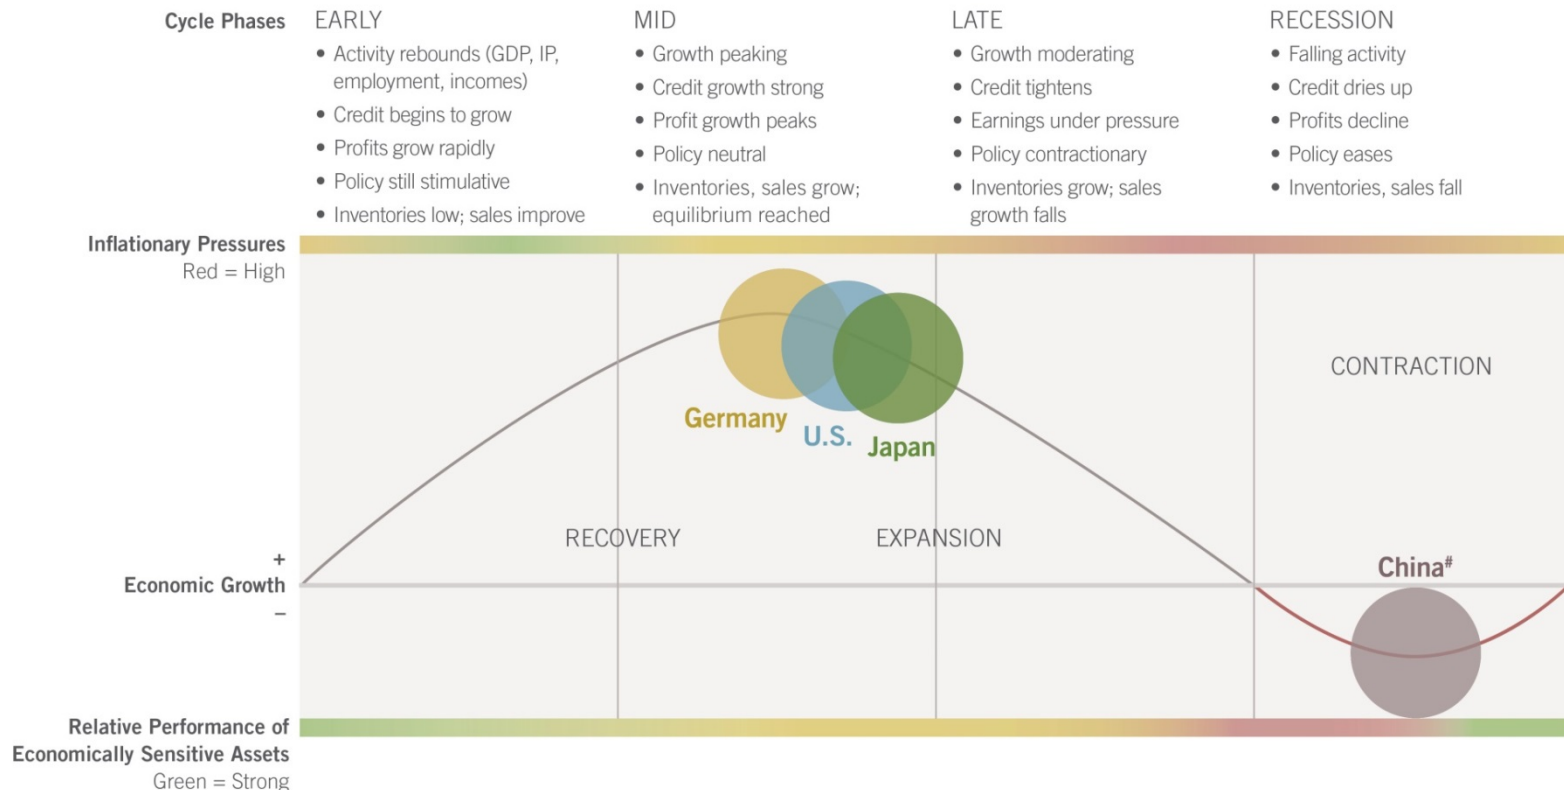 Cycle Phases
EARLY
• Activity rebounds (GDP, IP,
employment, incomes)
• Credit begins to grow
• Profits grow rapidly
• Policy still stimulative
• Inventories low; sales improve
MID
• Growth peaking
• Credit growth strong
• Profit growth peaks
• Policy neutral
• Inventories, sales grow;
equilibrium reached
LATE
• Growth moderating
• Credit tightens
• Earnings under pressure
• Policy contractionary
• Inventories grow; sales
growth falls
RECESSION
• Falling activity
• Credit dries up
• Profits decline
• Policy eases
• Inventories, sales fall
Inflationary Pressures
Red = High
CONTRACTION
Germany
U.S.
Japan
RECOVERY
EXPANSION
+
Economic Growth
–
China#
Relative Performance of
Economically Sensitive Assets
Green = Strong